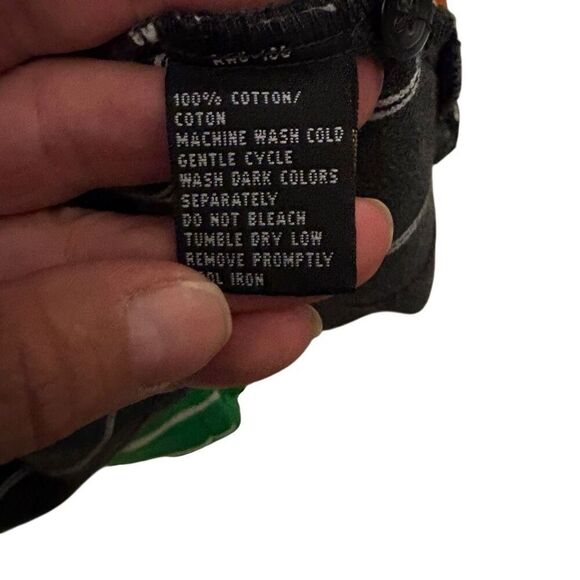 100% COTTON/
COTON
MACHINE WASH COLD
GENTLE CYCLE
WASH DARK COLORS
SEPARATELY
DO NOT BLEACH
TUMBLE DRY LOW
REMOVE PROMPTLY
IRON